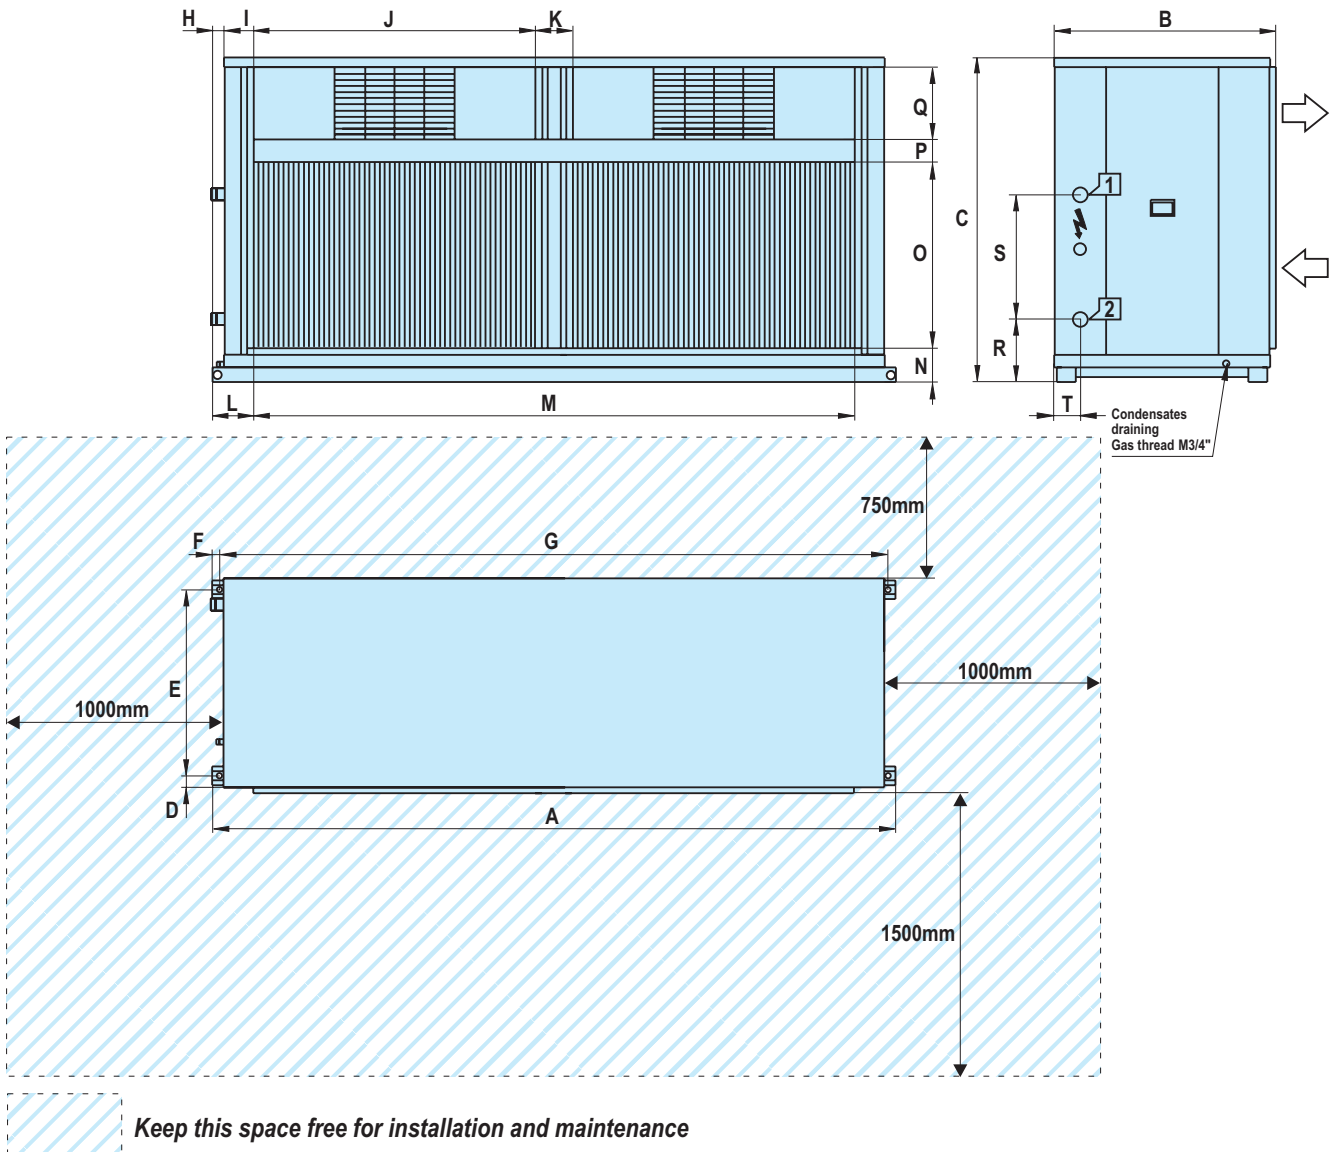 H I J K
B
Q
P
C
O
N
L M
1
S
2
R
T
Condensates
draining
Gas thread M3/4"
750mm
F G
E
1000mm
1000mm
D
A
1500mm
Keep this space free for installation and maintenance